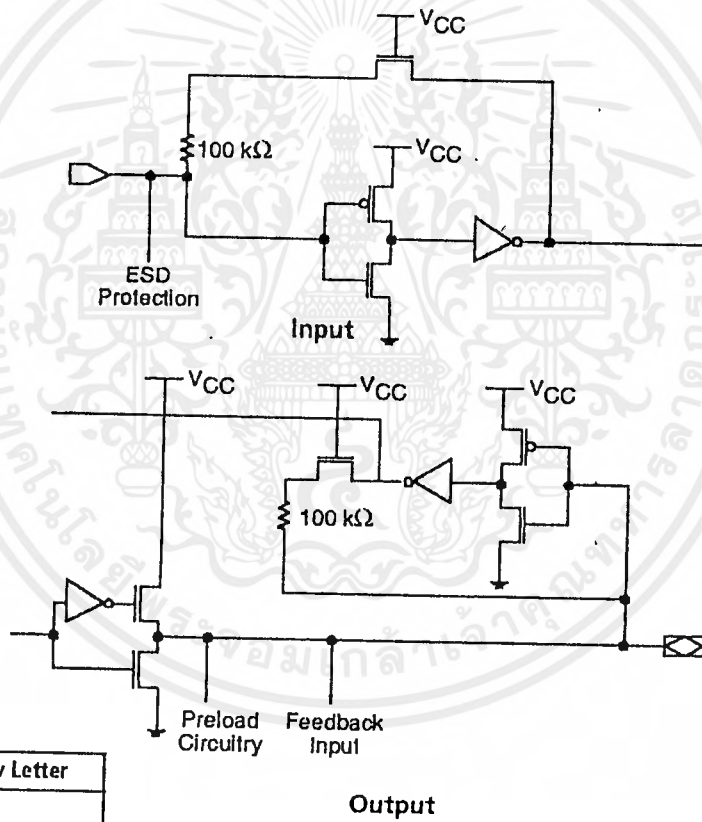 VCC
100 kΩ
VCC
ESD
Protection
Input
VCC
VCC
VCC
100 kΩ
Preload
Circuitry
Feedback
Input
Letter
Output